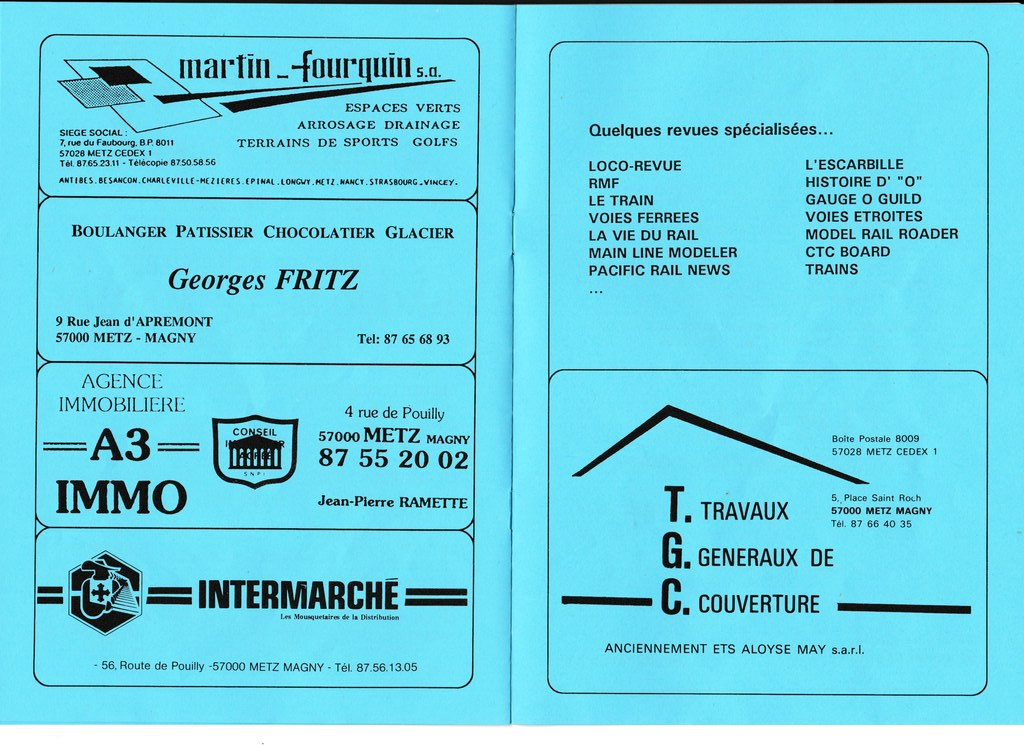 martin_fourquin s.a.
ESPACES VERTS
ARROSAGE DRAINAGE
TERRAINS DE SPORTS GOLFS
SIEGE SOCIAL :
7, rue du Faubourg, B.P. 8011
57028 METZ CEDEX 1
Tél. 87.65.23.11 - Télécopie 87.50.58.56
ANTIBES.BESANCON.CHARLEVILLE-MEZIERES.EPINAL.LONGWY.METZ.NANCY.STRASBOURG.VINCEY.
BOULANGER PATISSIER CHOCOLATIER GLACIER
Georges FRITZ
9 Rue Jean d'APREMONT
57000 METZ - MAGNY
Tel: 87 65 68 93
AGENCE
IMMOBILIERE
A3
IMMO
CONSEIL
SNPI
4 rue de Pouilly
57000 METZ MAGNY
87 55 20 02
Jean-Pierre RAMETTE
INTERMARCHÉ
Les Mousquetaires de la Distribution
- 56, Route de Pouilly -57000 METZ MAGNY - Tél. 87.56.13.05
Quelques revues spécialisées...
LOCO-REVUE
RMF
LE TRAIN
VOIES FERREES
LA VIE DU RAIL
MAIN LINE MODELER
PACIFIC RAIL NEWS
...
L'ESCARBILLE
HISTOIRE D' "O"
GAUGE O GUILD
VOIES ETROITES
MODEL RAIL ROADER
CTC BOARD
TRAINS
Boîte Postale 8009
57028 METZ CEDEX 1
5, Place Saint Roch
57000 METZ MAGNY
Tél. 87 66 40 35
T. TRAVAUX
G. GENERAUX DE
C. COUVERTURE
ANCIENNEMENT ETS ALOYSE MAY s.a.r.l.